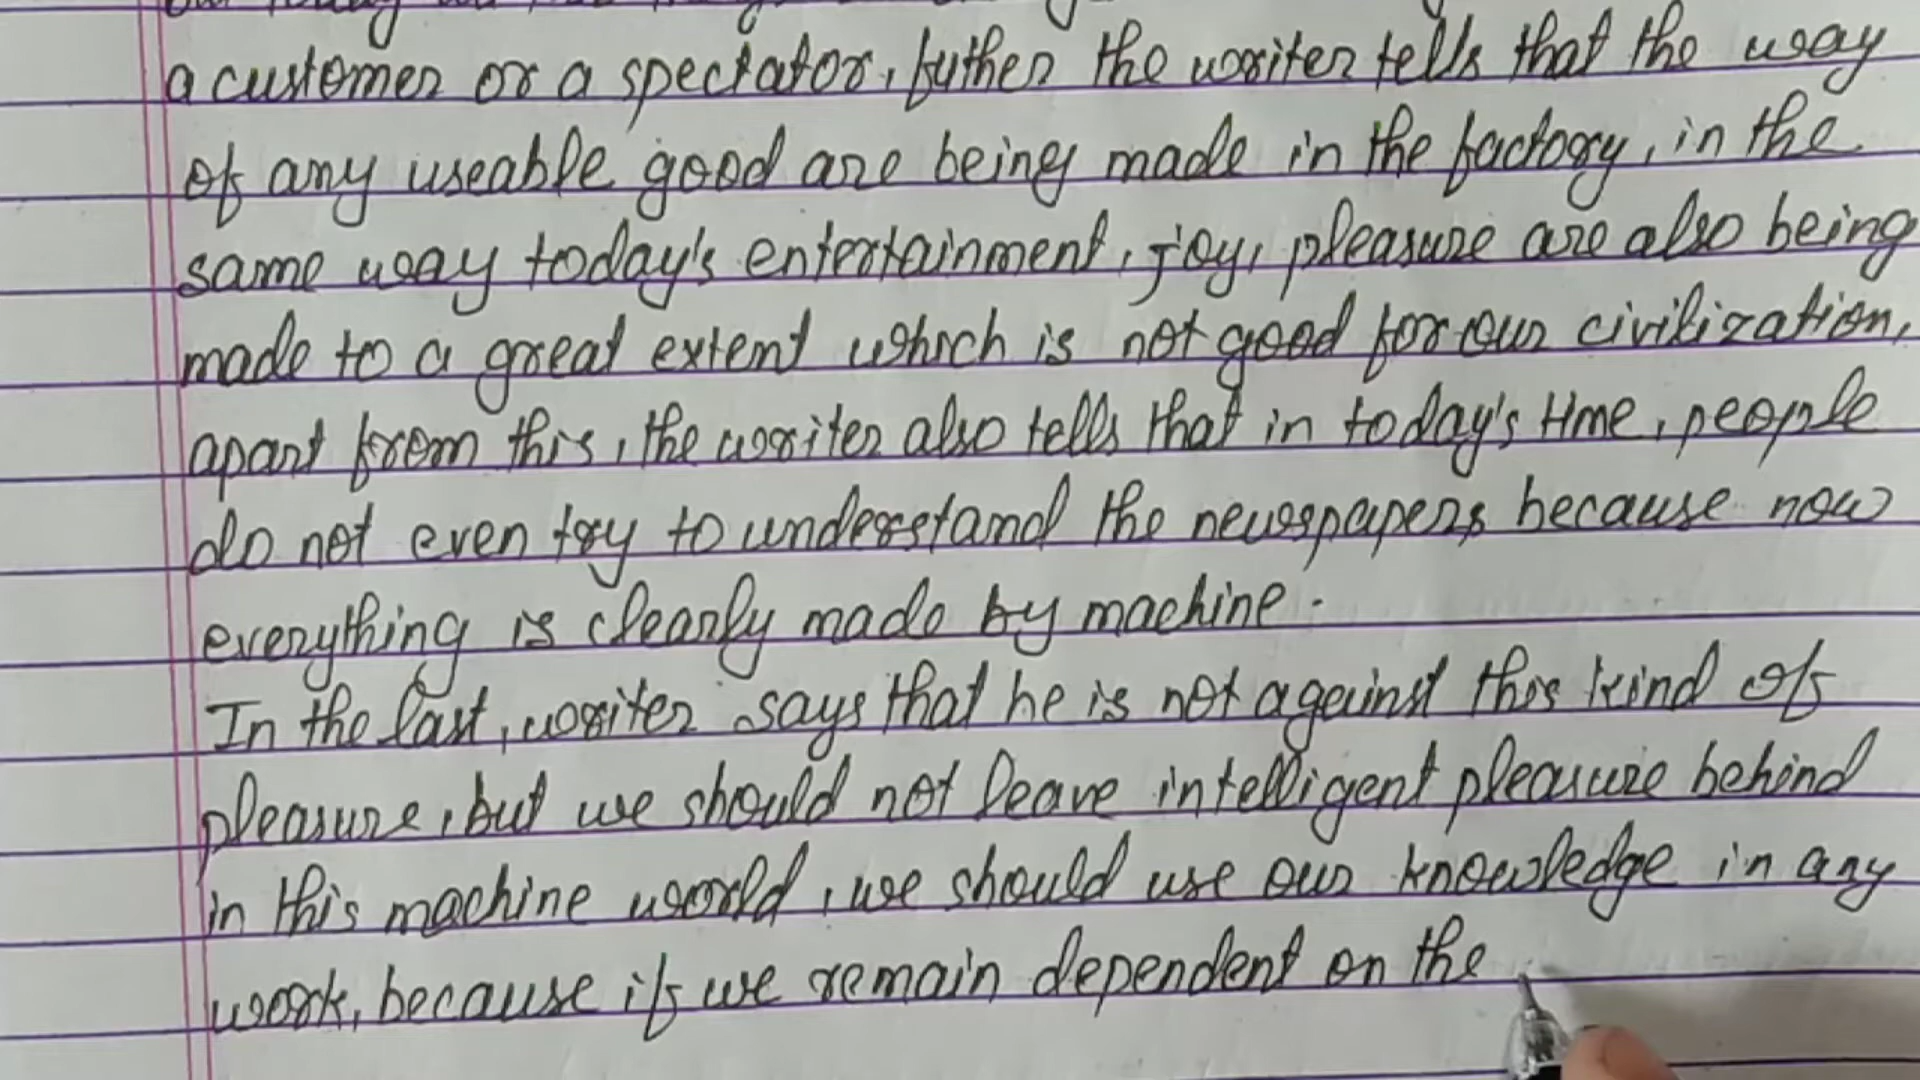 a customer or a spectator, futher the writer tells that the way
of any useable good are being made in the factory, in the
same way today's entertainment, joy, pleasure are also being
made to a great extent which is not good for our civilization,
apart from this, the writer also tells that in today's time, people
do not even try to understand the newspapers, because now
everything is clearly made by machine.
In the last, writer says that he is not against this kind of
pleasure, but we should not leave intelligent pleasure behind
in this machine world, we should use our knowledge in any
work, because if we remain dependent on the